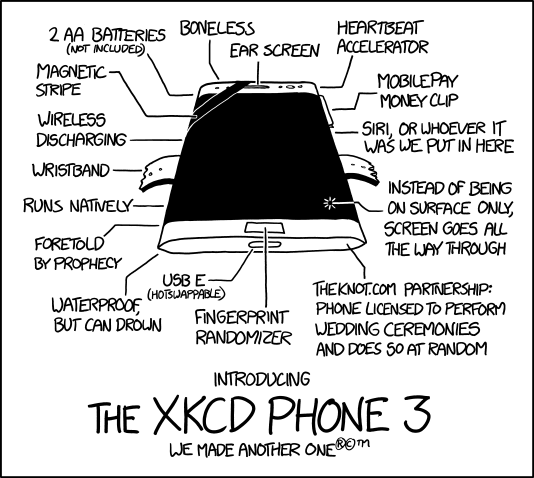 2 AA BATTERIES
(NOT INCLUDED)
BONELESS
EAR SCREEN
HEARTBEAT
ACCELERATOR
MAGNETIC
STRIPE
MOBILEPAY
MONEY CLIP
WIRELESS
DISCHARGING
SIRI, OR WHOEVER IT
WAS WE PUT IN HERE
WRISTBAND
INSTEAD OF BEING
ON SURFACE ONLY,
SCREEN GOES ALL
THE WAY THROUGH
RUNS NATIVELY
FORETOLD
BY PROPHECY
WATERPROOF,
BUT CAN DROWN
USB E
(HOTSWAPPABLE)
FINGERPRINT
RANDOMIZER
THEKNOT.COM PARTNERSHIP:
PHONE LICENSED TO PERFORM
WEDDING CEREMONIES
AND DOES SO AT RANDOM
INTRODUCING
THE XKCD PHONE 3
WE MADE ANOTHER ONE®©™